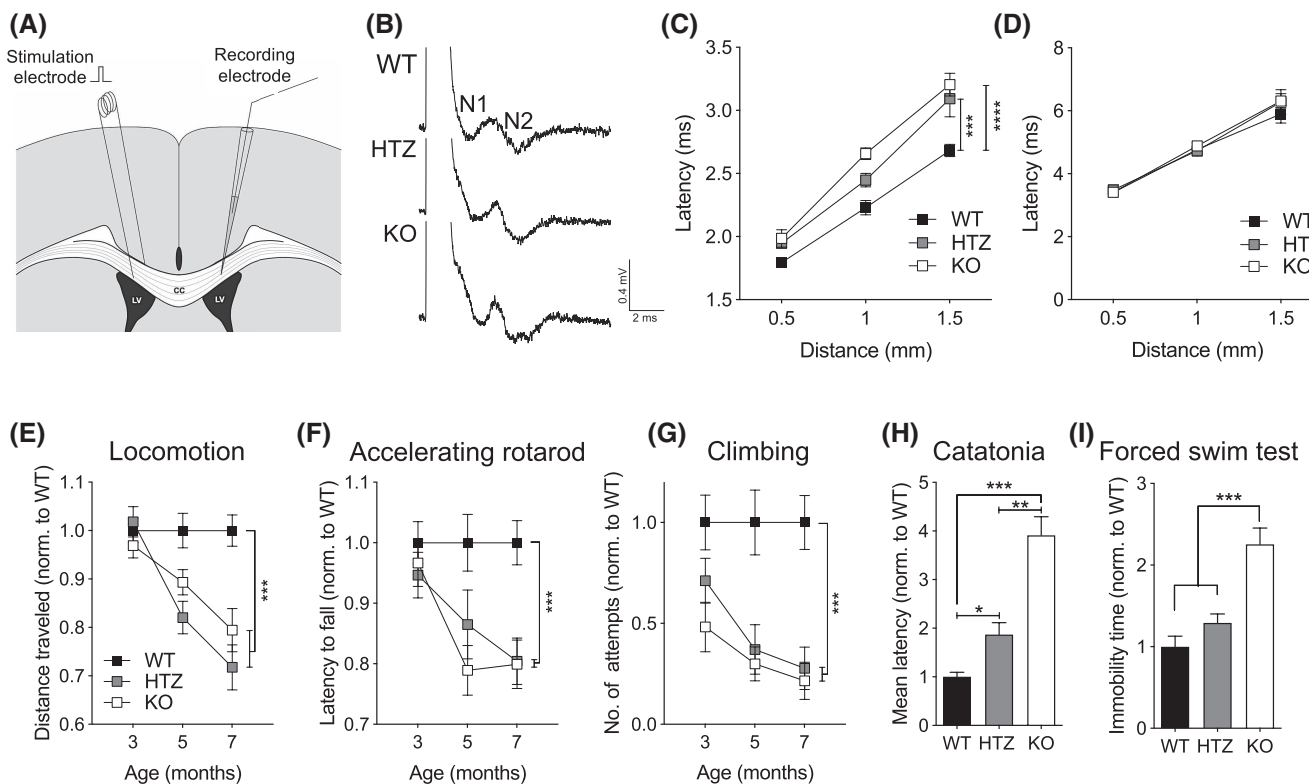 (A)
Stimulation
electrode
Recording
electrode
CC
LV
LV
(B)
WT
N1
N2
HTZ
KO
0.4 mV
2 ms
(C)
Latency (ms)
3.5
3.0
2.5
2.0
1.5
***
****
WT
HTZ
KO
0.5
1
1.5
Distance (mm)
(D)
Latency (ms)
8
6
4
2
0
WT
HT
KO
0.5
1
1.5
Distance (mm)
(E)
Locomotion
Distance traveled (norm. to WT)
1.1
1.0
0.9
0.8
0.7
0.6
***
WT
HTZ
KO
3
5
7
Age (months)
(F)
Accelerating rotarod
Latency to fall (norm. to WT)
1.1
1.0
0.9
0.8
0.7
***
3
5
7
Age (months)
(G)
Climbing
No. of attempts (norm. to WT)
1.0
0.5
0.0
***
3
5
7
Age (months)
(H)
Catatonia
Mean latency (norm. to WT)
5
4
3
2
1
0
***
**
*
WT
HTZ
KO
(I)
Forced swim test
Immobility time (norm. to WT)
3
2
1
0
***
WT
HTZ
KO